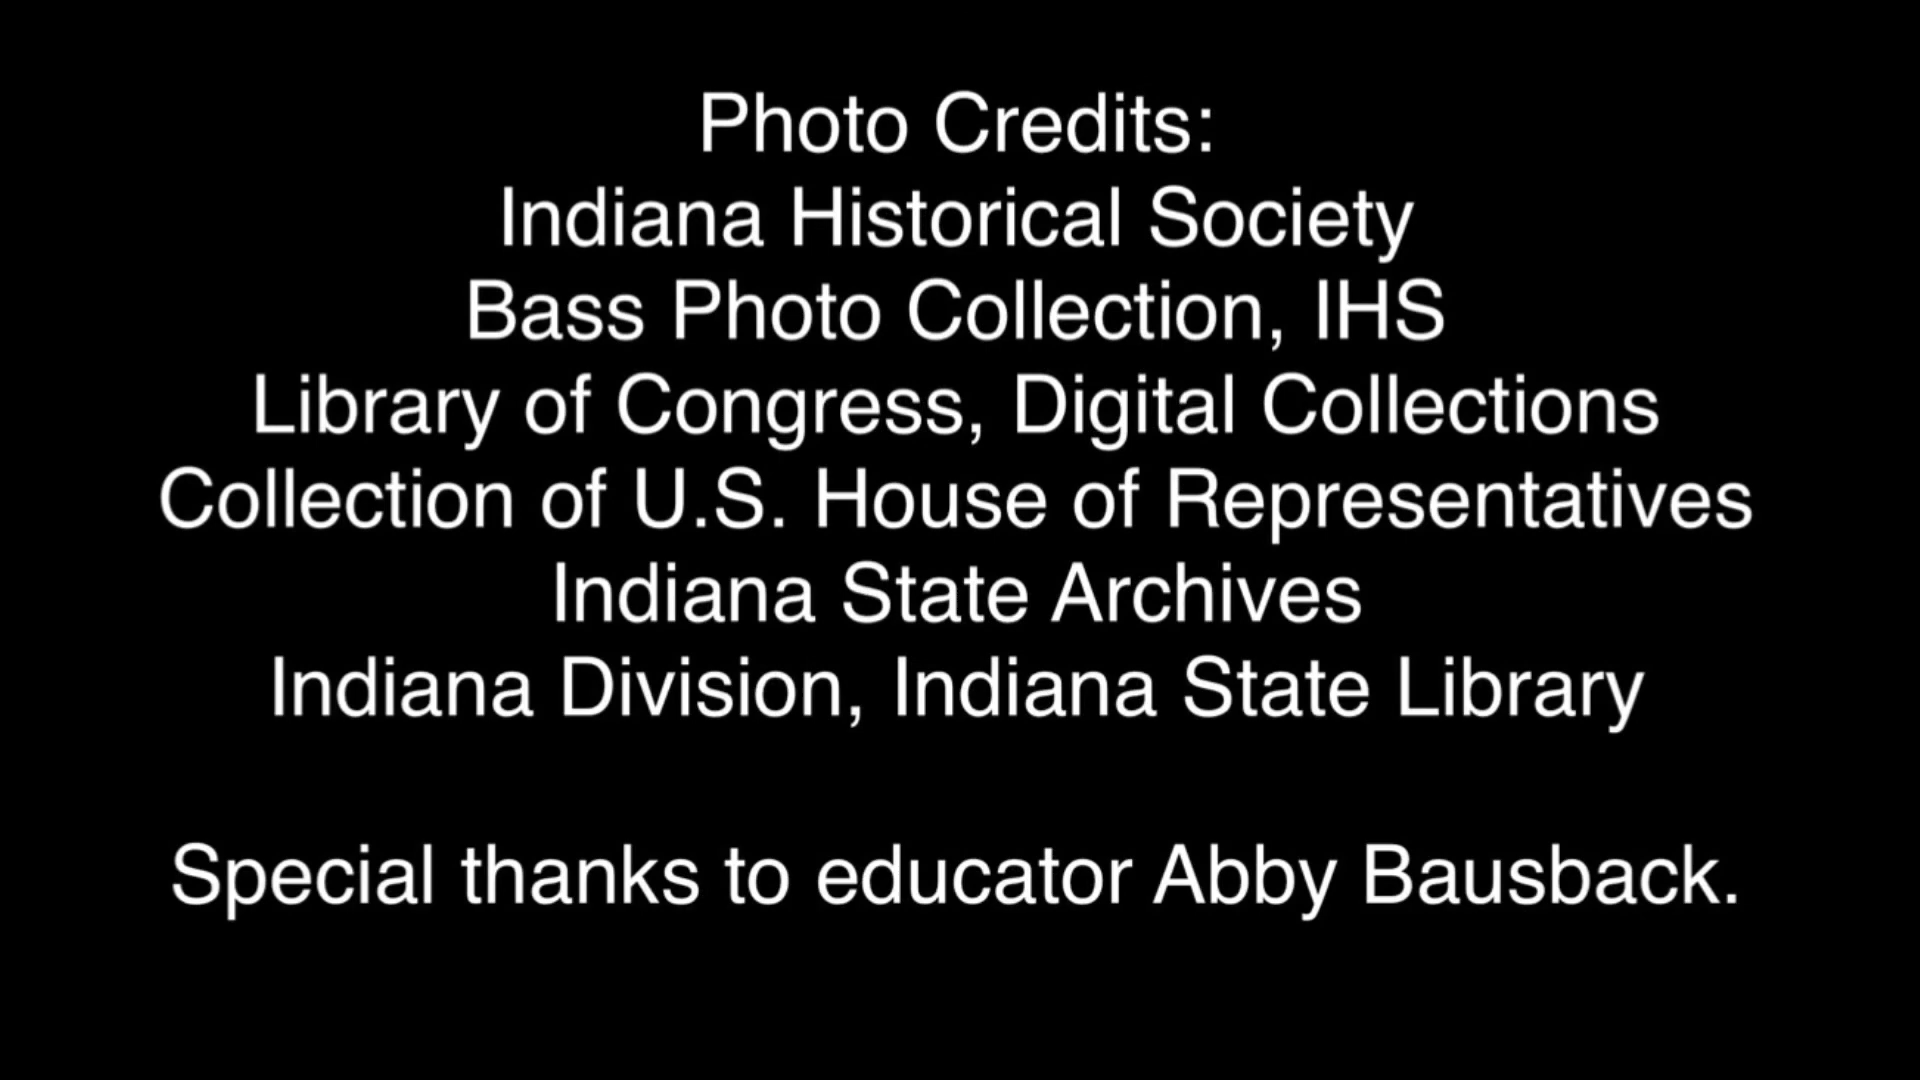 Photo Credits:
Indiana Historical Society
Bass Photo Collection, IHS
Library of Congress, Digital Collections
Collection of U.S. House of Representatives
Indiana State Archives
Indiana Division, Indiana State Library
Special thanks to educator Abby Bausback.